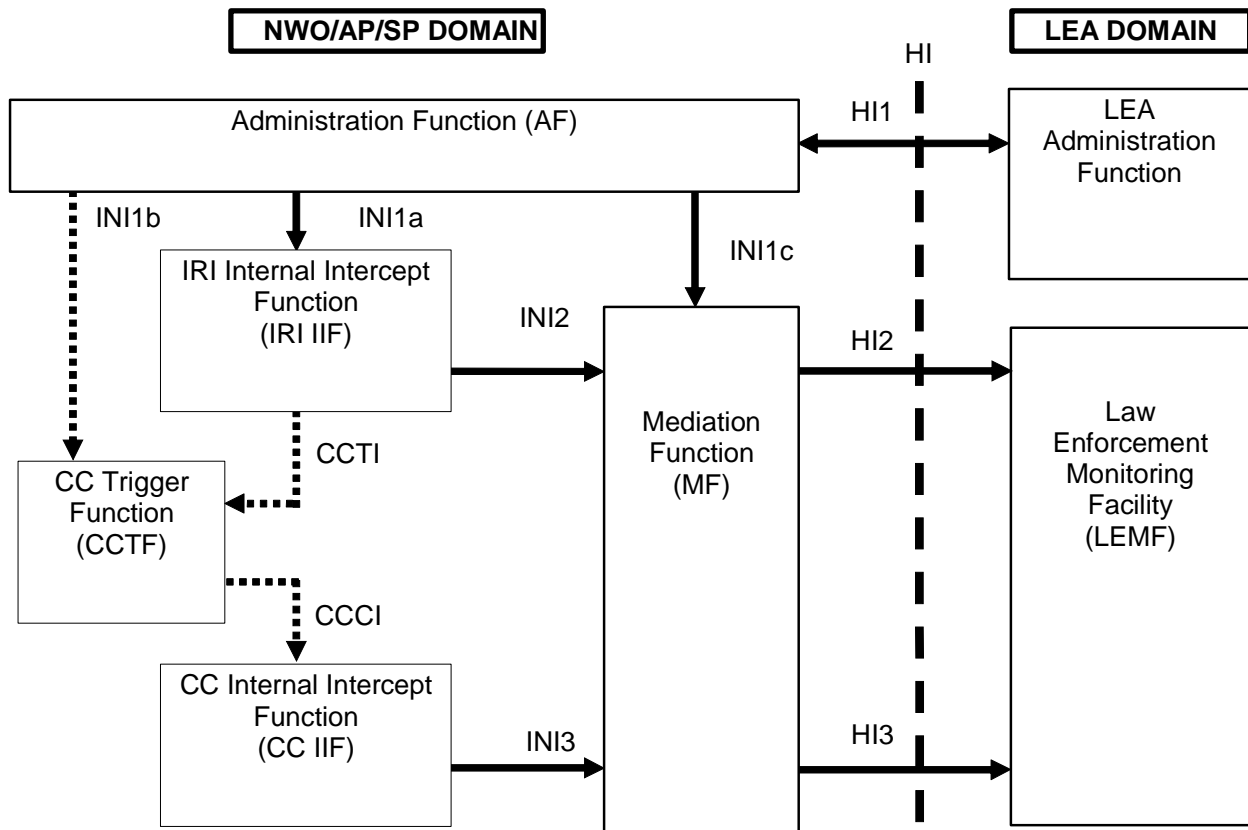 NWO/AP/SP DOMAIN
LEA DOMAIN
HI
Administration Function (AF)
HI1
LEA
Administration
Function
INI1b
INI1a
INI1c
IRI Internal Intercept
Function
(IRI IIF)
INI2
HI2
Mediation
Function
(MF)
Law
Enforcement
Monitoring
Facility
(LEMF)
CCTI
CC Trigger
Function
(CCTF)
CCCI
CC Internal Intercept
Function
(CC IIF)
INI3
HI3